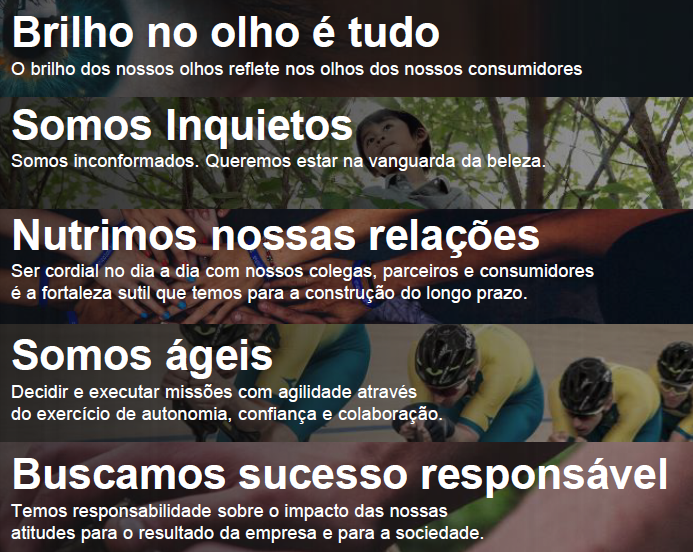 Brilho no olho é tudo
O brilho dos nossos olhos reflete nos olhos dos nossos consumidores
Somos Inquietos
Somos inconformados. Queremos estar na vanguarda da beleza.
Nutrimos nossas relações
Ser cordial no dia a dia com nossos colegas, parceiros e consumidores
é a fortaleza sutil que temos para a construção do longo prazo.
Somos ágeis
Decidir e executar missões com agilidade através
do exercício de autonomia, confiança e colaboração.
Buscamos sucesso responsável
Temos responsabilidade sobre o impacto das nossas
atitudes para o resultado da empresa e para a sociedade.